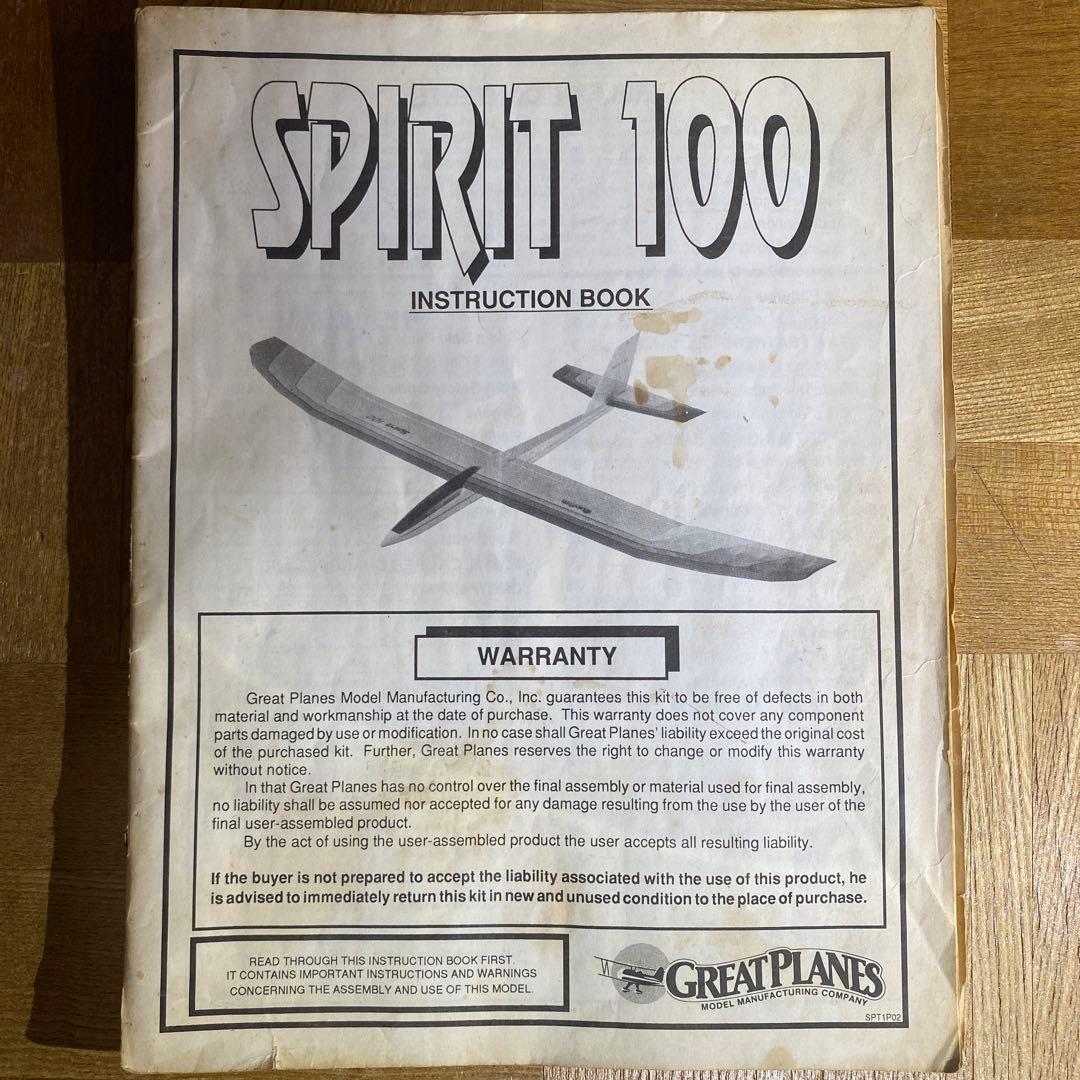 SPIRIT 100
INSTRUCTION BOOK
WARRANTY
Great Planes Model Manufacturing Co., Inc. guarantees this kit to be free of defects in both
material and workmanship at the date of purchase. This warranty does not cover any component
parts damaged by use or modification. In no case shall Great Planes' liability exceed the original cost
of the purchased kit. Further, Great Planes reserves the right to change or modify this warranty
without notice.
In that Great Planes has no control over the final assembly or material used for final assembly,
no liability shall be assumed nor accepted for any damage resulting from the use by the user of the
final user-assembled product.
By the act of using the user-assembled product the user accepts all resulting liability.
If the buyer is not prepared to accept the liability associated with the use of this product, he
is advised to immediately return this kit in new and unused condition to the place of purchase.
READ THROUGH THIS INSTRUCTION BOOK FIRST.
IT CONTAINS IMPORTANT INSTRUCTIONS AND WARNINGS
CONCERNING THE ASSEMBLY AND USE OF THIS MODEL.
GREAT PLANES
MODEL MANUFACTURING COMPANY
SPT1P02